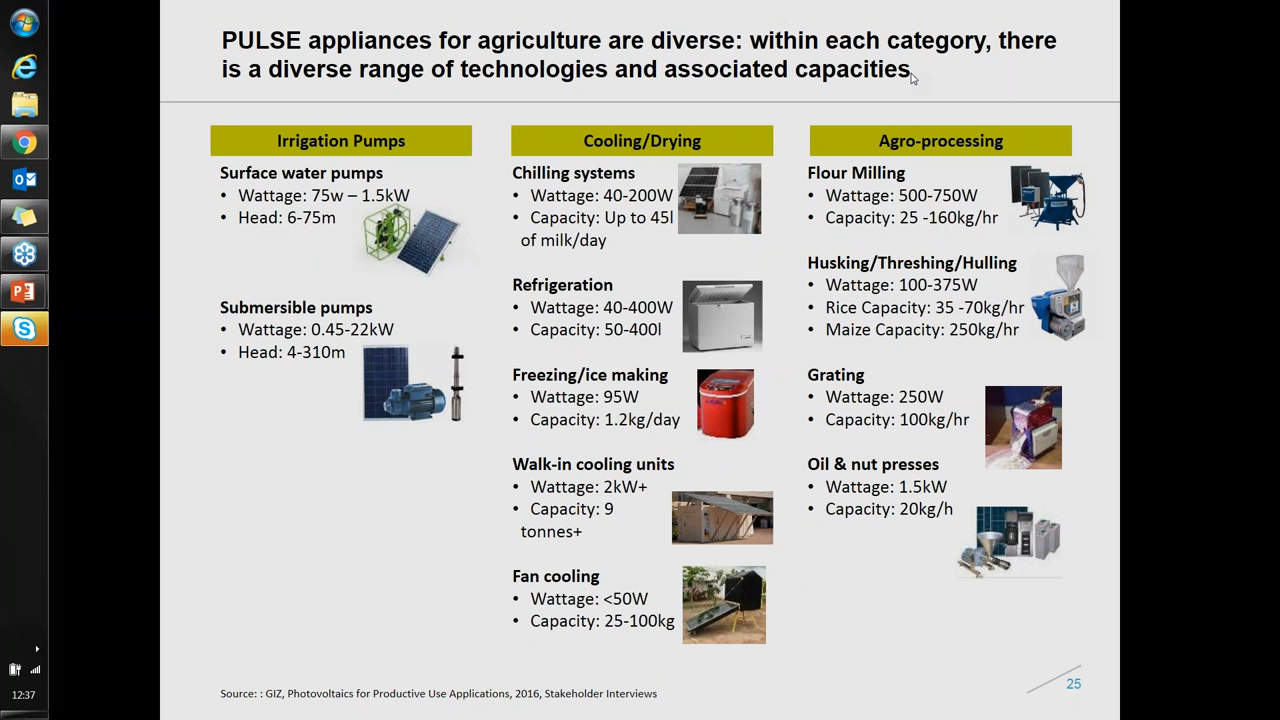 PULSE appliances for agriculture are diverse: within each category, there
is a diverse range of technologies and associated capacities
Irrigation Pumps
Surface water pumps
• Wattage: 75w – 1.5kW
• Head: 6-75m
Submersible pumps
• Wattage: 0.45-22kW
• Head: 4-310m
Cooling/Drying
Chilling systems
• Wattage: 40-200W
• Capacity: Up to 45l
of milk/day
Refrigeration
• Wattage: 40-400W
• Capacity: 50-400l
Freezing/ice making
• Wattage: 95W
• Capacity: 1.2kg/day
Walk-in cooling units
• Wattage: 2kW+
• Capacity: 9
tonnes+
Fan cooling
• Wattage: <50W
• Capacity: 25-100kg
Agro-processing
Flour Milling
• Wattage: 500-750W
• Capacity: 25 -160kg/hr
Husking/Threshing/Hulling
• Wattage: 100-375W
• Rice Capacity: 35 -70kg/hr
• Maize Capacity: 250kg/hr
Grating
• Wattage: 250W
• Capacity: 100kg/hr
Oil & nut presses
• Wattage: 1.5kW
• Capacity: 20kg/h
Source: : GIZ, Photovoltaics for Productive Use Applications, 2016, Stakeholder Interviews
25
12:37